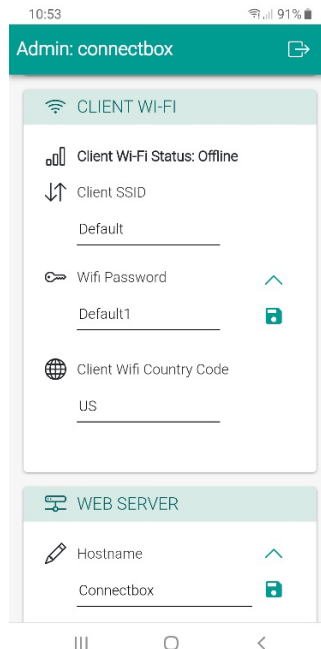 10:53 91%
Admin: connectbox
CLIENT WI-FI
Client Wi-Fi Status: Offline
Client SSID
Default
Wifi Password
Default1
Client Wifi Country Code
US
WEB SERVER
Hostname
Connectbox